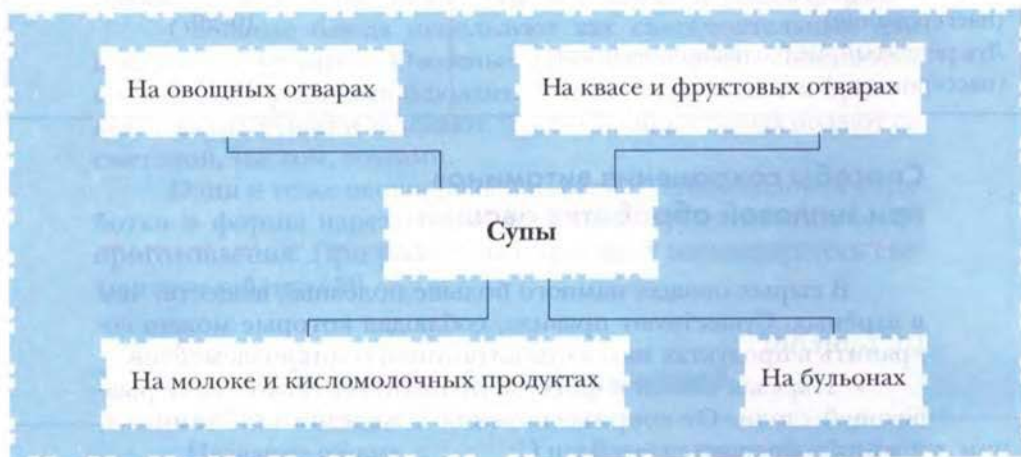 На овощных отварах
На квасе и фруктовых отварах
Супы
На молоке и кисломолочных продуктах
На бульонах